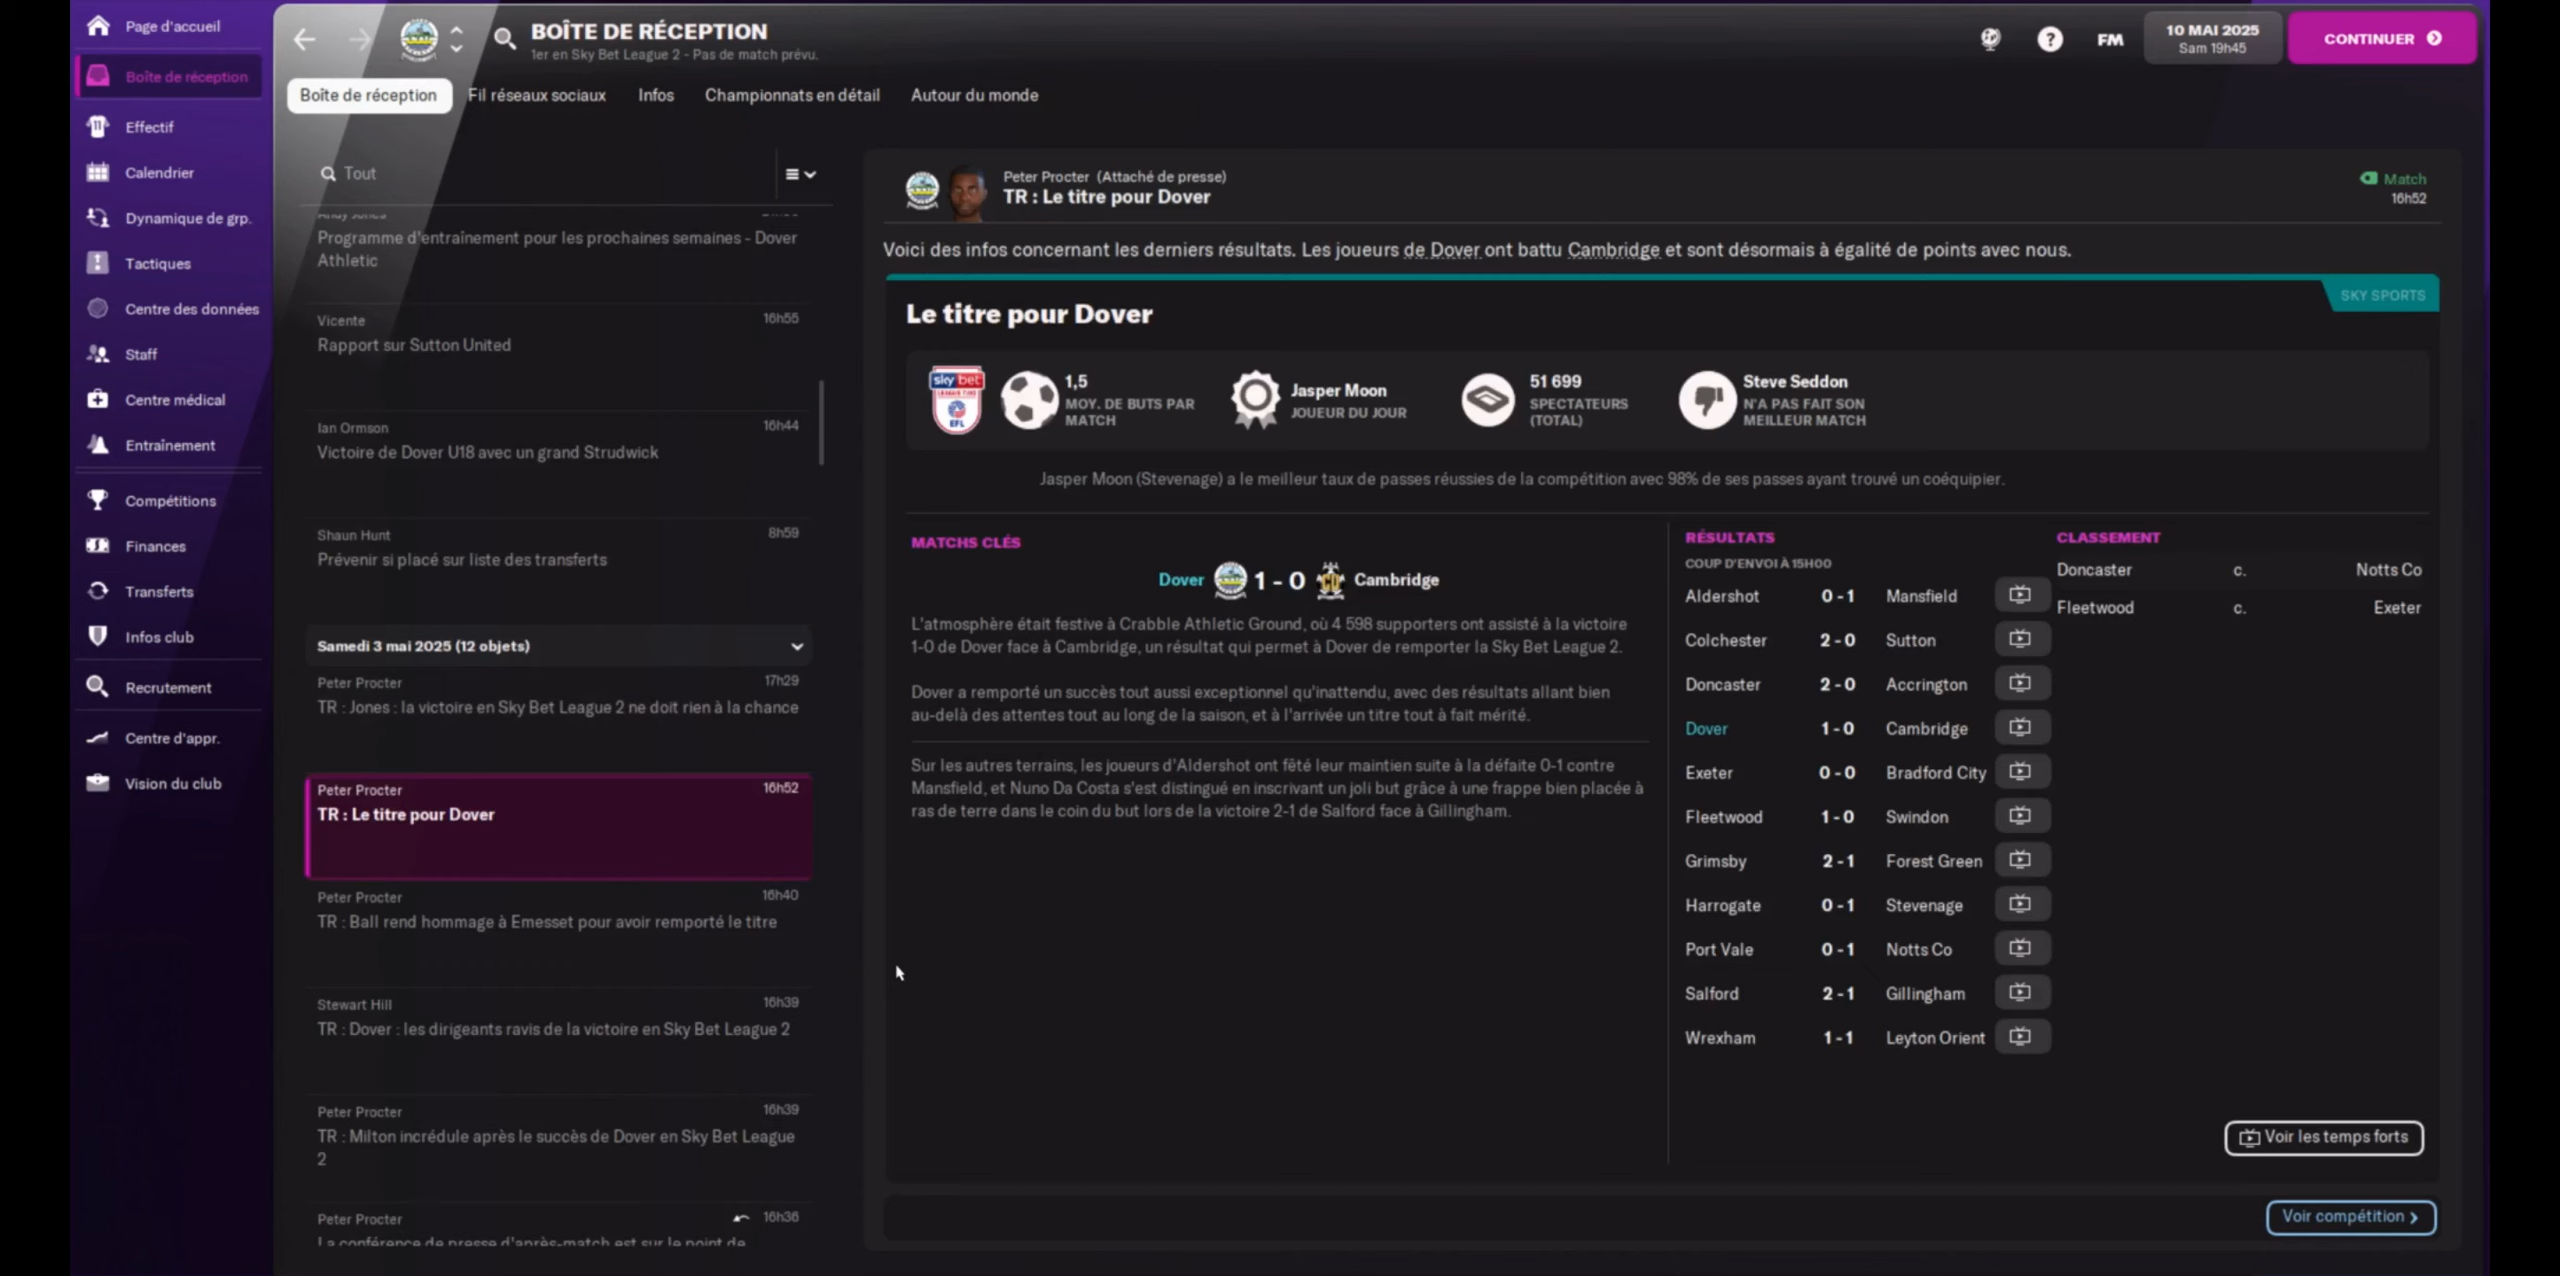 Page d'accueil
Boîte de réception
Effectif
Calendrier
Dynamique de grp.
Tactiques
Centre des données
Staff
Centre médical
Entraînement
Compétitions
Finances
Transferts
Infos club
Recrutement
Centre d'appr.
Vision du club
BOÎTE DE RÉCEPTION
1er en Sky Bet League 2 - Pas de match prévu.
FM
10 MAI 2025
Sam 19h45
CONTINUER
Boîte de réception
Fil réseaux sociaux
Infos
Championnats en détail
Autour du monde
Tout
Andy Jones
Programme d'entraînement pour les prochaines semaines - Dover
Athletic
Vicente 16h55
Rapport sur Sutton United
Ian Ormson 16h44
Victoire de Dover U18 avec un grand Strudwick
Shaun Hunt 8h59
Prévenir si placé sur liste des transferts
Samedi 3 mai 2025 (12 objets)
Peter Procter 17h29
TR : Jones : la victoire en Sky Bet League 2 ne doit rien à la chance
Peter Procter 16h52
TR : Le titre pour Dover
Peter Procter 16h40
TR : Ball rend hommage à Emesset pour avoir remporté le titre
Stewart Hill 16h39
TR : Dover : les dirigeants ravis de la victoire en Sky Bet League 2
Peter Procter 16h39
TR : Milton incrédule après le succès de Dover en Sky Bet League
2
Peter Procter 16h36
La conférence de presse d'après-match est sur le point de
Peter Procter (Attaché de presse)
TR : Le titre pour Dover
Match
16h52
Voici des infos concernant les derniers résultats. Les joueurs de Dover ont battu Cambridge et sont désormais à égalité de points avec nous.
SKY SPORTS
Le titre pour Dover
sky bet
EFL
1,5
MOY. DE BUTS PAR
MATCH
Jasper Moon
JOUEUR DU JOUR
51 699
SPECTATEURS
(TOTAL)
Steve Seddon
N'A PAS FAIT SON
MEILLEUR MATCH
Jasper Moon (Stevenage) a le meilleur taux de passes réussies de la compétition avec 98% de ses passes ayant trouvé un coéquipier.
MATCHS CLÉS
Dover 1 - 0 Cambridge
L'atmosphère était festive à Crabble Athletic Ground, où 4 598 supporters ont assisté à la victoire
1-0 de Dover face à Cambridge, un résultat qui permet à Dover de remporter la Sky Bet League 2.
Dover a remporté un succès tout aussi exceptionnel qu'inattendu, avec des résultats allant bien
au-delà des attentes tout au long de la saison, et à l'arrivée un titre tout à fait mérité.
Sur les autres terrains, les joueurs d'Aldershot ont fêté leur maintien suite à la défaite 0-1 contre
Mansfield, et Nuno Da Costa s'est distingué en inscrivant un joli but grâce à une frappe bien placée à
ras de terre dans le coin du but lors de la victoire 2-1 de Salford face à Gillingham.
RÉSULTATS
COUP D'ENVOI À 15H00
Aldershot 0 - 1 Mansfield
Colchester 2 - 0 Sutton
Doncaster 2 - 0 Accrington
Dover 1 - 0 Cambridge
Exeter 0 - 0 Bradford City
Fleetwood 1 - 0 Swindon
Grimsby 2 - 1 Forest Green
Harrogate 0 - 1 Stevenage
Port Vale 0 - 1 Notts Co
Salford 2 - 1 Gillingham
Wrexham 1 - 1 Leyton Orient
CLASSEMENT
Doncaster c. Notts Co
Fleetwood c. Exeter
Voir les temps forts
Voir compétition